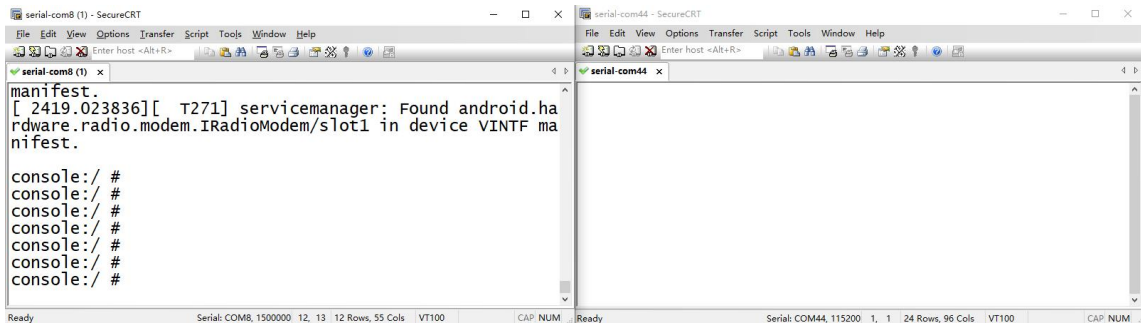 serial-com8 (1) - SecureCRT
File Edit View Options Transfer Script Tools Window Help
Enter host <Alt+R>
serial-com8 (1)
manifest.
[ 2419.023836][ T271] servicemanager: Found android.ha
rdware.radio.modem.IRadioModem/slot1 in device VINTF ma
nifest.
console:/ #
console:/ #
console:/ #
console:/ #
console:/ #
console:/ #
console:/ #
Ready Serial: COM8, 1500000 12, 13 12 Rows, 55 Cols VT100 CAP NUM
serial-com44 - SecureCRT
File Edit View Options Transfer Script Tools Window Help
Enter host <Alt+R>
serial-com44
Ready Serial: COM44, 115200 1, 1 24 Rows, 96 Cols VT100 CAP NUM